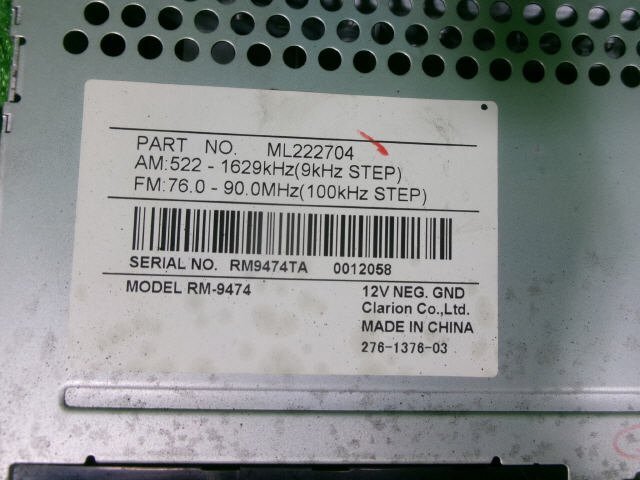 PART NO. ML222704
AM:522 - 1629kHz(9kHz STEP)
FM:76.0 - 90.0MHz(100kHz STEP)
SERIAL NO. RM9474TA 0012058
MODEL RM-9474
12V NEG. GND
Clarion Co.,Ltd.
MADE IN CHINA
276-1376-03